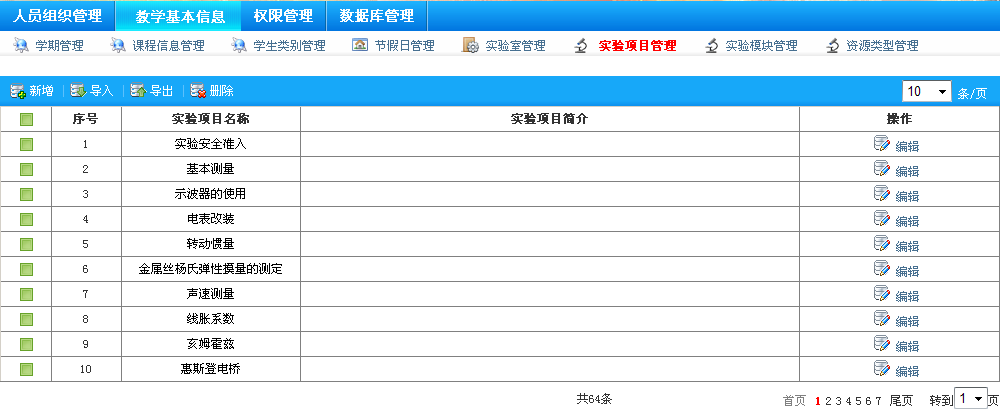 人员组织管理 教学基本信息 权限管理 数据库管理
学期管理 课程信息管理 学生类别管理 节假日管理 实验室管理 实验项目管理 实验模块管理 资源类型管理
新增 导入 导出 删除 10 条/页
序号 实验项目名称 实验项目简介 操作
1 实验安全准入 编辑
2 基本测量 编辑
3 示波器的使用 编辑
4 电表改装 编辑
5 转动惯量 编辑
6 金属丝杨氏弹性摸量的测定 编辑
7 声速测量 编辑
8 线胀系数 编辑
9 亥姆霍兹 编辑
10 惠斯登电桥 编辑
共64条 首页 1 2 3 4 5 6 7 尾页 转到 1 页